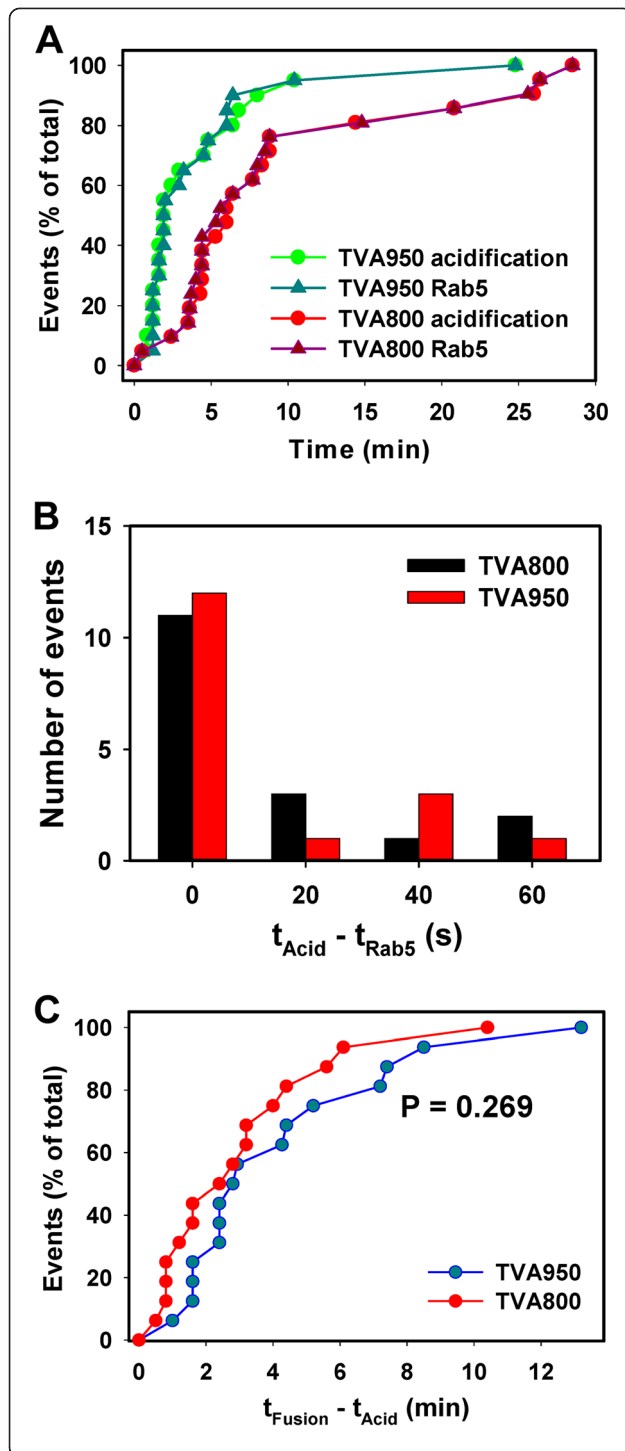 A
Events (% of total)
100
80
60
40
20
0
TVA950 acidification
TVA950 Rab5
TVA800 acidification
TVA800 Rab5
0 5 10 15 20 25 30
Time (min)
B
Number of events
15
10
5
0
TVA800
TVA950
0 20 40 60
tAcid - tRab5 (s)
C
Events (% of total)
100
80
60
40
20
0
P = 0.269
TVA950
TVA800
0 2 4 6 8 10 12
tFusion - tAcid (min)